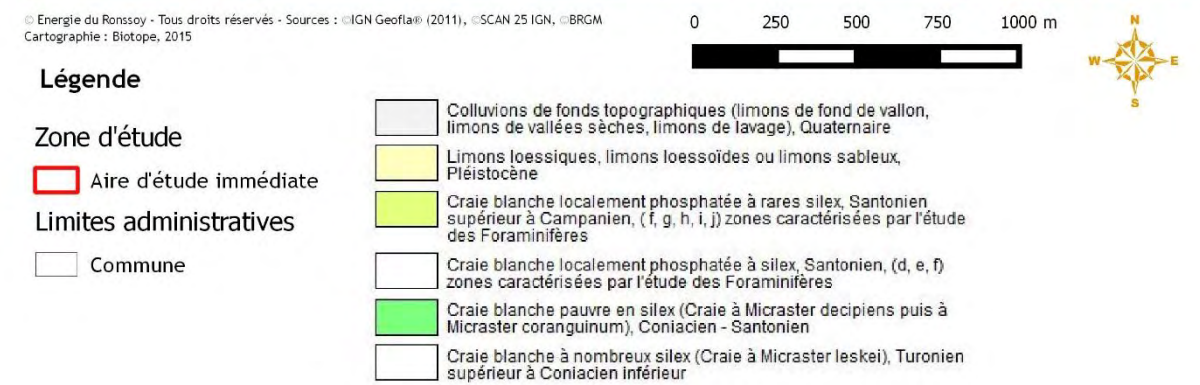 © Energie du Ronssoy - Tous droits réservés - Sources : ©IGN Geofla® (2011), ©SCAN 25 IGN, ©BRGM
Cartographie : Biotope, 2015
0 250 500 750 1000 m
N
W E
S
Légende
Zone d'étude
Aire d'étude immédiate
Limites administratives
Commune
Colluvions de fonds topographiques (limons de fond de vallon,
limons de vallées sèches, limons de lavage), Quaternaire
Limons loessiques, limons loessoïdes ou limons sableux,
Pléistocène
Craie blanche localement phosphatée à rares silex, Santonien
supérieur à Campanien, ( f, g, h, i, j) zones caractérisées par l'étude
des Foraminifères
Craie blanche localement phosphatée à silex, Santonien, (d, e, f)
zones caractérisées par l'étude des Foraminifères
Craie blanche pauvre en silex (Craie à Micraster decipiens puis à
Micraster coranguinum), Coniacien - Santonien
Craie blanche à nombreux silex (Craie à Micraster leskei), Turonien
supérieur à Coniacien inférieur